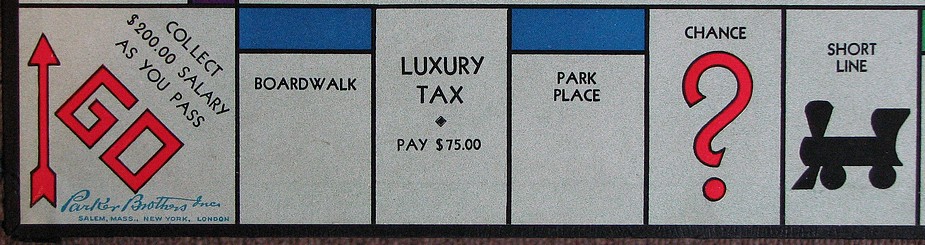 COLLECT
$200.00 SALARY
AS YOU PASS
GO
Parker Brothers Inc.
SALEM, MASS., NEW YORK, LONDON
BOARDWALK
LUXURY
TAX
PAY $75.00
PARK
PLACE
CHANCE
?
SHORT
LINE